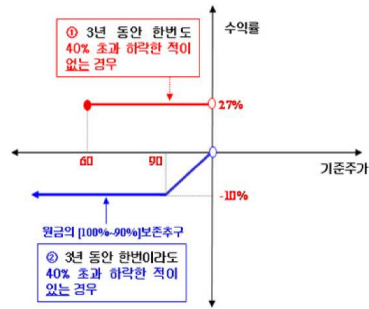 수익률
① 3년 동안 한번도
40% 초과 하락한 적이
없는 경우
27%
60
90
기준주가
-10%
원금의 [100%~90%]보존추구
② 3년 동안 한번이라도
40% 초과 하락한 적이
있는 경우